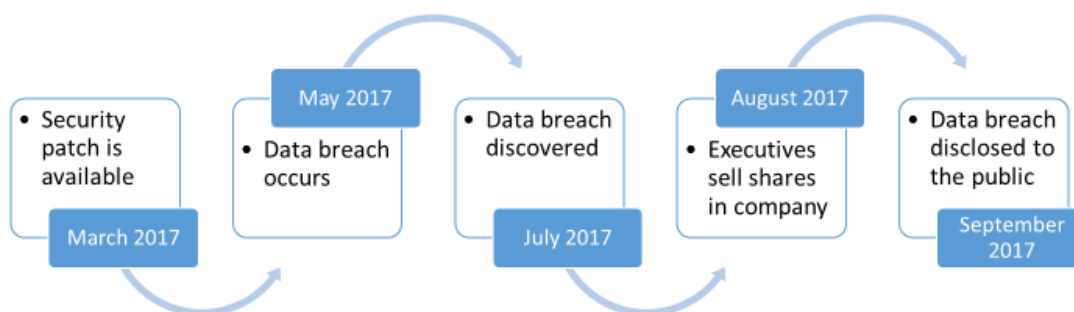 • Security
patch is
available
March 2017
May 2017
• Data breach
occurs
• Data breach
discovered
July 2017
August 2017
• Executives
sell shares
in company
• Data breach
disclosed to
the public
September
2017